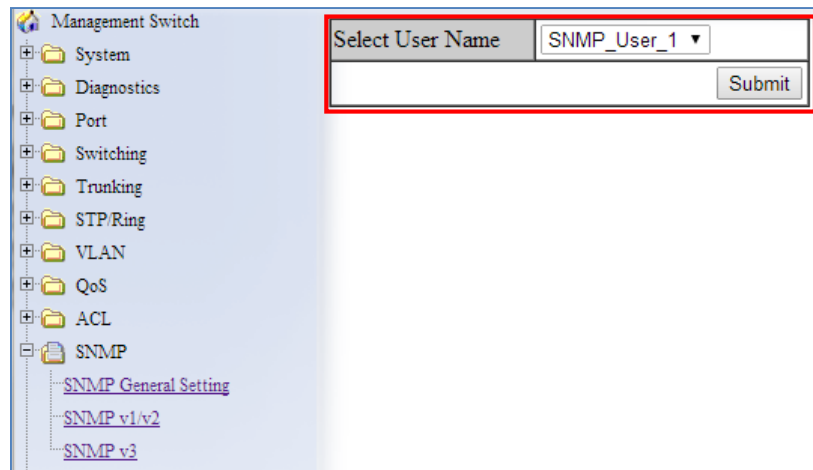 Management Switch
System
Diagnostics
Port
Switching
Trunking
STP/Ring
VLAN
QoS
ACL
SNMP
SNMP General Setting
SNMP v1/v2
SNMP v3
Select User Name SNMP_User_1
Submit